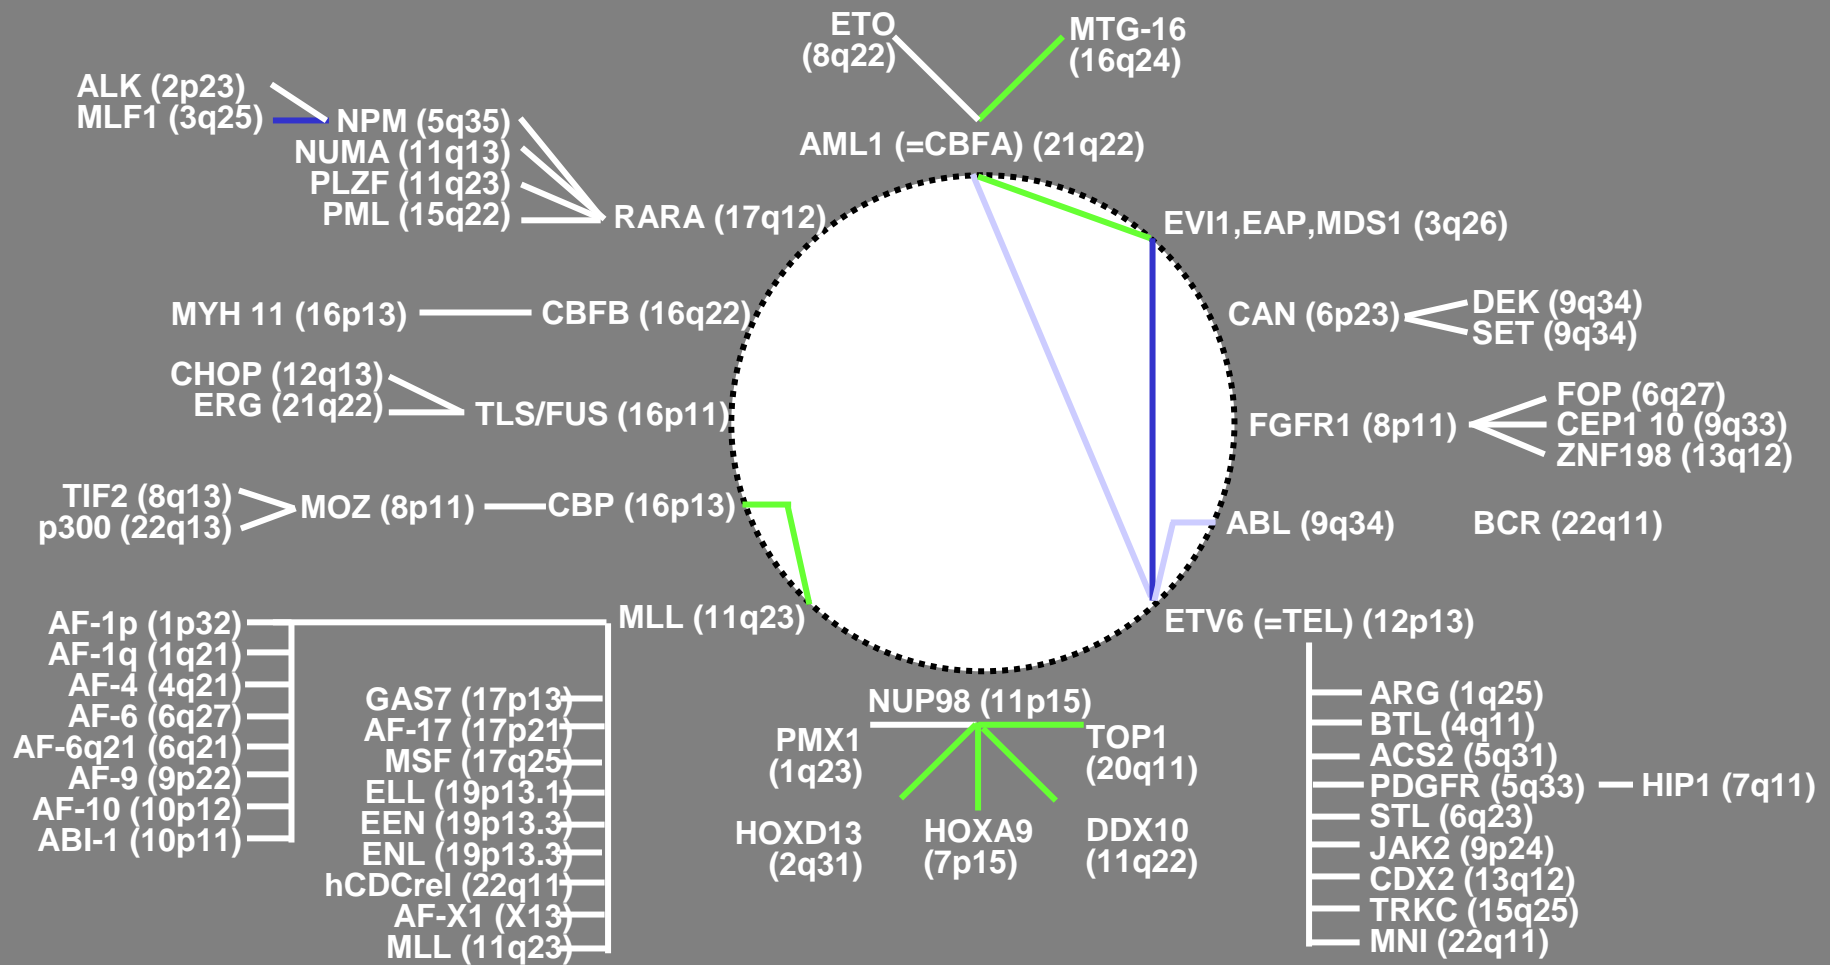 ETO
(8q22)
MTG-16
(16q24)
ALK (2p23)
MLF1 (3q25)
NPM (5q35)
NUMA (11q13)
PLZF (11q23)
PML (15q22)
RARA (17q12)
AML1 (=CBFA) (21q22)
EVI1,EAP,MDS1 (3q26)
MYH 11 (16p13)
CBFB (16q22)
CAN (6p23)
DEK (9q34)
SET (9q34)
CHOP (12q13)
ERG (21q22)
TLS/FUS (16p11)
FGFR1 (8p11)
FOP (6q27)
CEP1 10 (9q33)
ZNF198 (13q12)
TIF2 (8q13)
p300 (22q13)
MOZ (8p11)
CBP (16p13)
ABL (9q34)
BCR (22q11)
MLL (11q23)
ETV6 (=TEL) (12p13)
AF-1p (1p32)
AF-1q (1q21)
AF-4 (4q21)
AF-6 (6q27)
AF-6q21 (6q21)
AF-9 (9p22)
AF-10 (10p12)
ABI-1 (10p11)
GAS7 (17p13)
AF-17 (17p21)
MSF (17q25)
ELL (19p13.1)
EEN (19p13.3)
ENL (19p13.3)
hCDCrel (22q11)
AF-X1 (X13)
MLL (11q23)
NUP98 (11p15)
PMX1
(1q23)
TOP1
(20q11)
HOXD13
(2q31)
HOXA9
(7p15)
DDX10
(11q22)
ARG (1q25)
BTL (4q11)
ACS2 (5q31)
PDGFR (5q33)
HIP1 (7q11)
STL (6q23)
JAK2 (9p24)
CDX2 (13q12)
TRKC (15q25)
MNI (22q11)